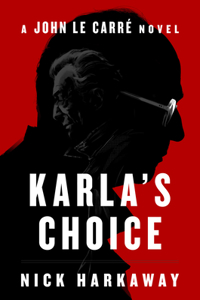 A JOHN LE CARRÉ NOVEL
KARLA'S
CHOICE
NICK HARKAWAY